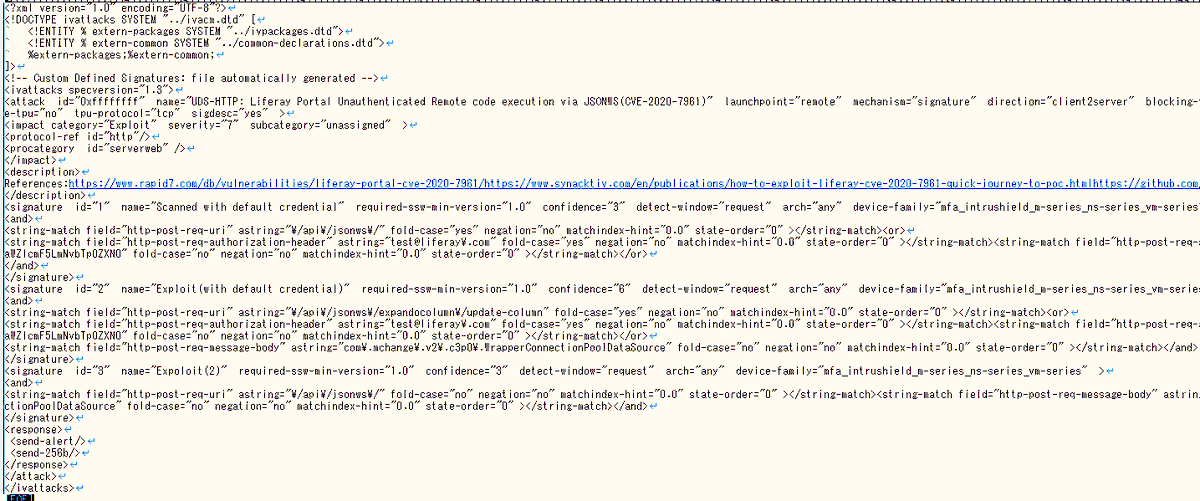 <?xml version="1.0" encoding="UTF-8"?>
<!DOCTYPE ivattacks SYSTEM "../ivacm.dtd" [
<!ENTITY % extern-packages SYSTEM "../ivpackages.dtd">
<!ENTITY % extern-common SYSTEM "../common-declarations.dtd">
%extern-packages;%extern-common;
]>
<!-- Custom Defined Signatures: file automatically generated -->
<ivattacks specversion="1.3">
<attack id="0xffffffff" name="UDS-HTTP: Liferay Portal Unauthenticated Remote code execution via JSONWS(CVE-2020-7961)" launchpoint="remote" mechanism="signature" direction="client2server" blocking-
e-tpu="no" tpu-protocol="tcp" sigdesc="yes" >
<impact category="Exploit" severity="7" subcategory="unassigned" >
<protocol-ref id="http"/>
<procategory id="serverweb" />
</impact>
<description>
References:https://www.rapid7.com/db/vulnerabilities/liferay-portal-cve-2020-7961/https://www.synacktiv.com/en/publications/how-to-exploit-liferay-cve-2020-7961-quick-journey-to-poc.htmlhttps://github.com/
</description>
<signature id="1" name="Scanned with default credential" required-ssw-min-version="1.0" confidence="3" detect-window="request" arch="any" device-family="mfa_intrushield_m-series_ns-series_vm-series"
<and>
<string-match field="http-post-req-uri" astring="¥/api¥/jsonws¥/" fold-case="yes" negation="no" matchindex-hint="0.0" state-order="0" ></string-match><or>
<string-match field="http-post-req-authorization-header" astring="test@liferay¥.com" fold-case="yes" negation="no" matchindex-hint="0.0" state-order="0" ></string-match><string-match field="http-post-req-a
aWZlcmF5LmNvbTp0ZXN0" fold-case="no" negation="no" matchindex-hint="0.0" state-order="0" ></string-match></or>
</and>
</signature>
<signature id="2" name="Exploit(with default credential)" required-ssw-min-version="1.0" confidence="6" detect-window="request" arch="any" device-family="mfa_intrushield_m-series_ns-series_vm-series
<and>
<string-match field="http-post-req-uri" astring="¥/api¥/jsonws¥/expandocolumn¥/update-column" fold-case="yes" negation="no" matchindex-hint="0.0" state-order="0" ></string-match><or>
<string-match field="http-post-req-authorization-header" astring="test@liferay¥.com" fold-case="yes" negation="no" matchindex-hint="0.0" state-order="0" ></string-match><string-match field="http-post-req-a
aWZlcmF5LmNvbTp0ZXN0" fold-case="no" negation="no" matchindex-hint="0.0" state-order="0" ></string-match></or>
<string-match field="http-post-req-message-body" astring="com¥.mchange¥.v2¥.c3p0¥.WrapperConnectionPoolDataSource" fold-case="no" negation="no" matchindex-hint="0.0" state-order="0" ></string-match></and>
</signature>
<signature id="3" name="Expoloit(2)" required-ssw-min-version="1.0" confidence="3" detect-window="request" arch="any" device-family="mfa_intrushield_m-series_ns-series_vm-series" >
<and>
<string-match field="http-post-req-uri" astring="¥/api¥/jsonws¥/" fold-case="no" negation="no" matchindex-hint="0.0" state-order="0" ></string-match><string-match field="http-post-req-message-body" astrin
ctionPoolDataSource" fold-case="no" negation="no" matchindex-hint="0.0" state-order="0" ></string-match></and>
</signature>
<response>
<send-alert/>
<send-256b/>
</response>
</attack>
</ivattacks>
[EOF]